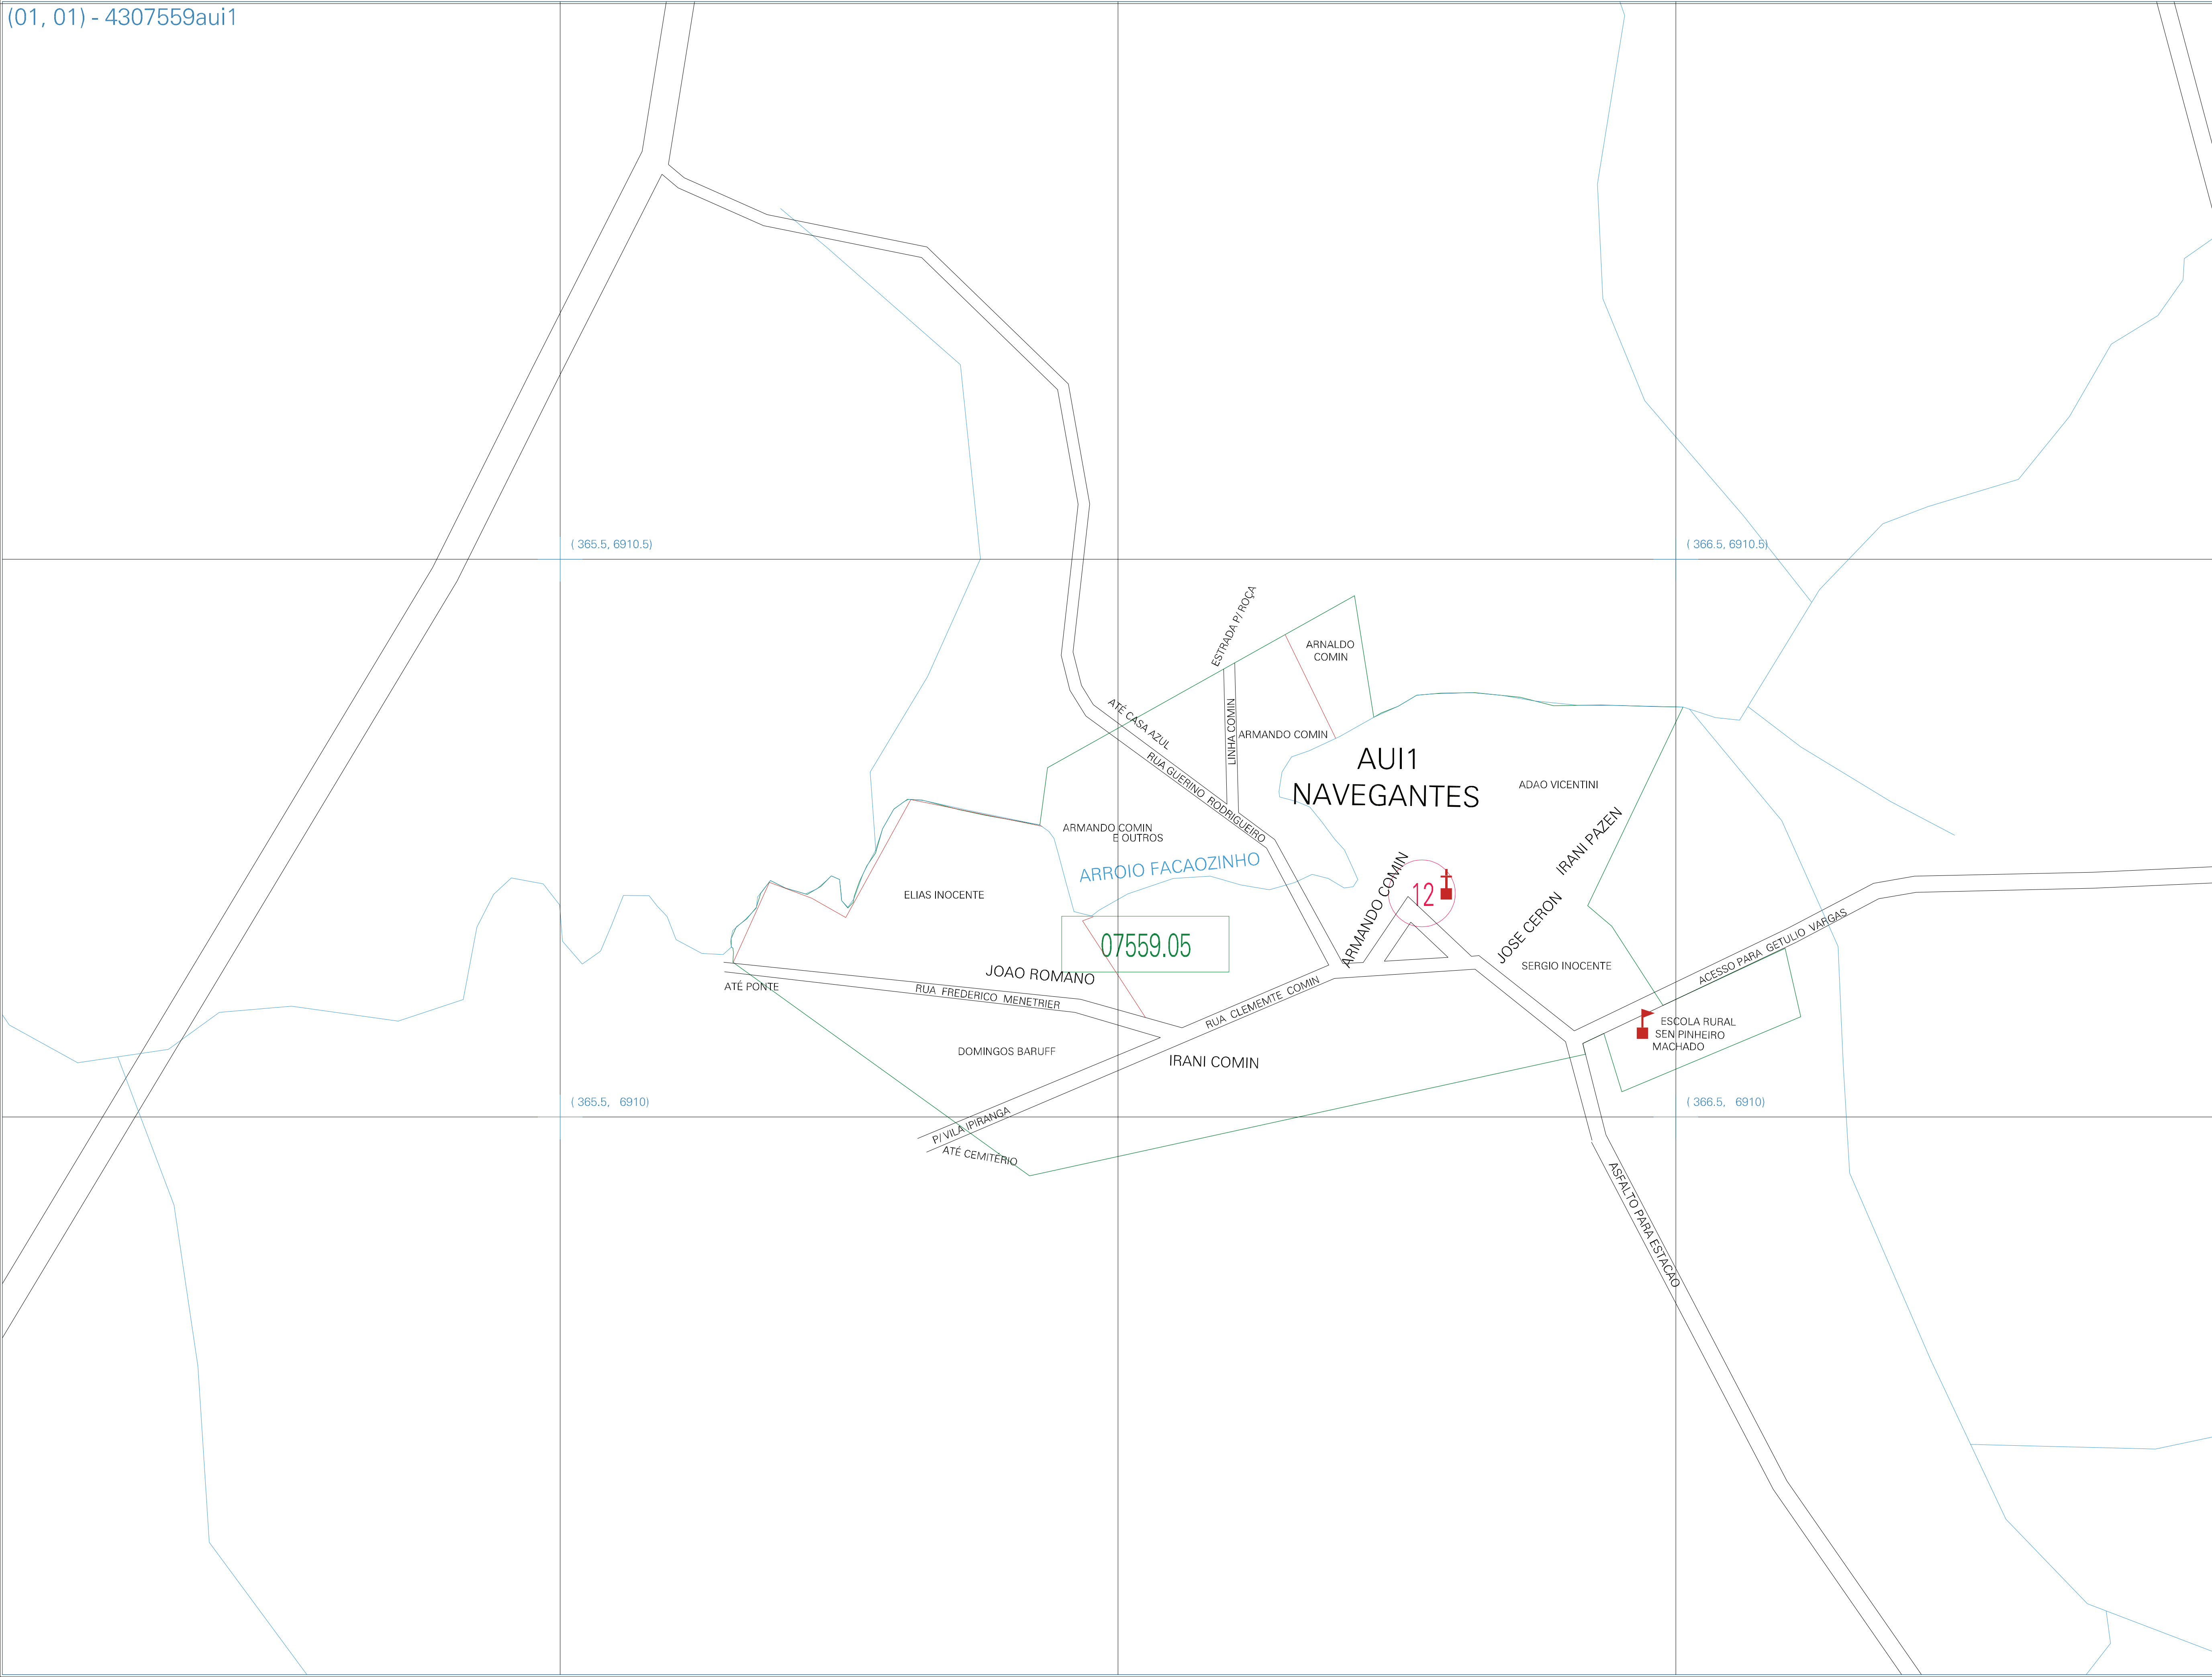 (01, 01) - 4307559aui1
( 365.5, 6910.5)
( 366.5, 6910.5)
ESTRADA P/ ROÇA
ARNALDO
COMIN
ATÉ CASA AZUL
LINHA COMIN
ARMANDO COMIN
RUA GUERINO RODRIGUEIRO
AUI1
NAVEGANTES
ADAO VICENTINI
ARMANDO COMIN
E OUTROS
IRANI PAZEN
ARROIO FACAOZINHO
ARMANDO COMIN
12
ELIAS INOCENTE
JOSE CERON
07559.05
ACESSO PARA GETULIO VARGAS
SERGIO INOCENTE
JOAO ROMANO
ATÉ PONTE
RUA FREDERICO MENETRIER
RUA CLEMEMTE COMIN
ESCOLA RURAL
SEN PINHEIRO
MACHADO
DOMINGOS BARUFF
IRANI COMIN
( 365.5, 6910)
( 366.5, 6910)
P/ VILA IPIRANGA
ATÉ CEMITÉRIO
ASFALTO PARA ESTACAO